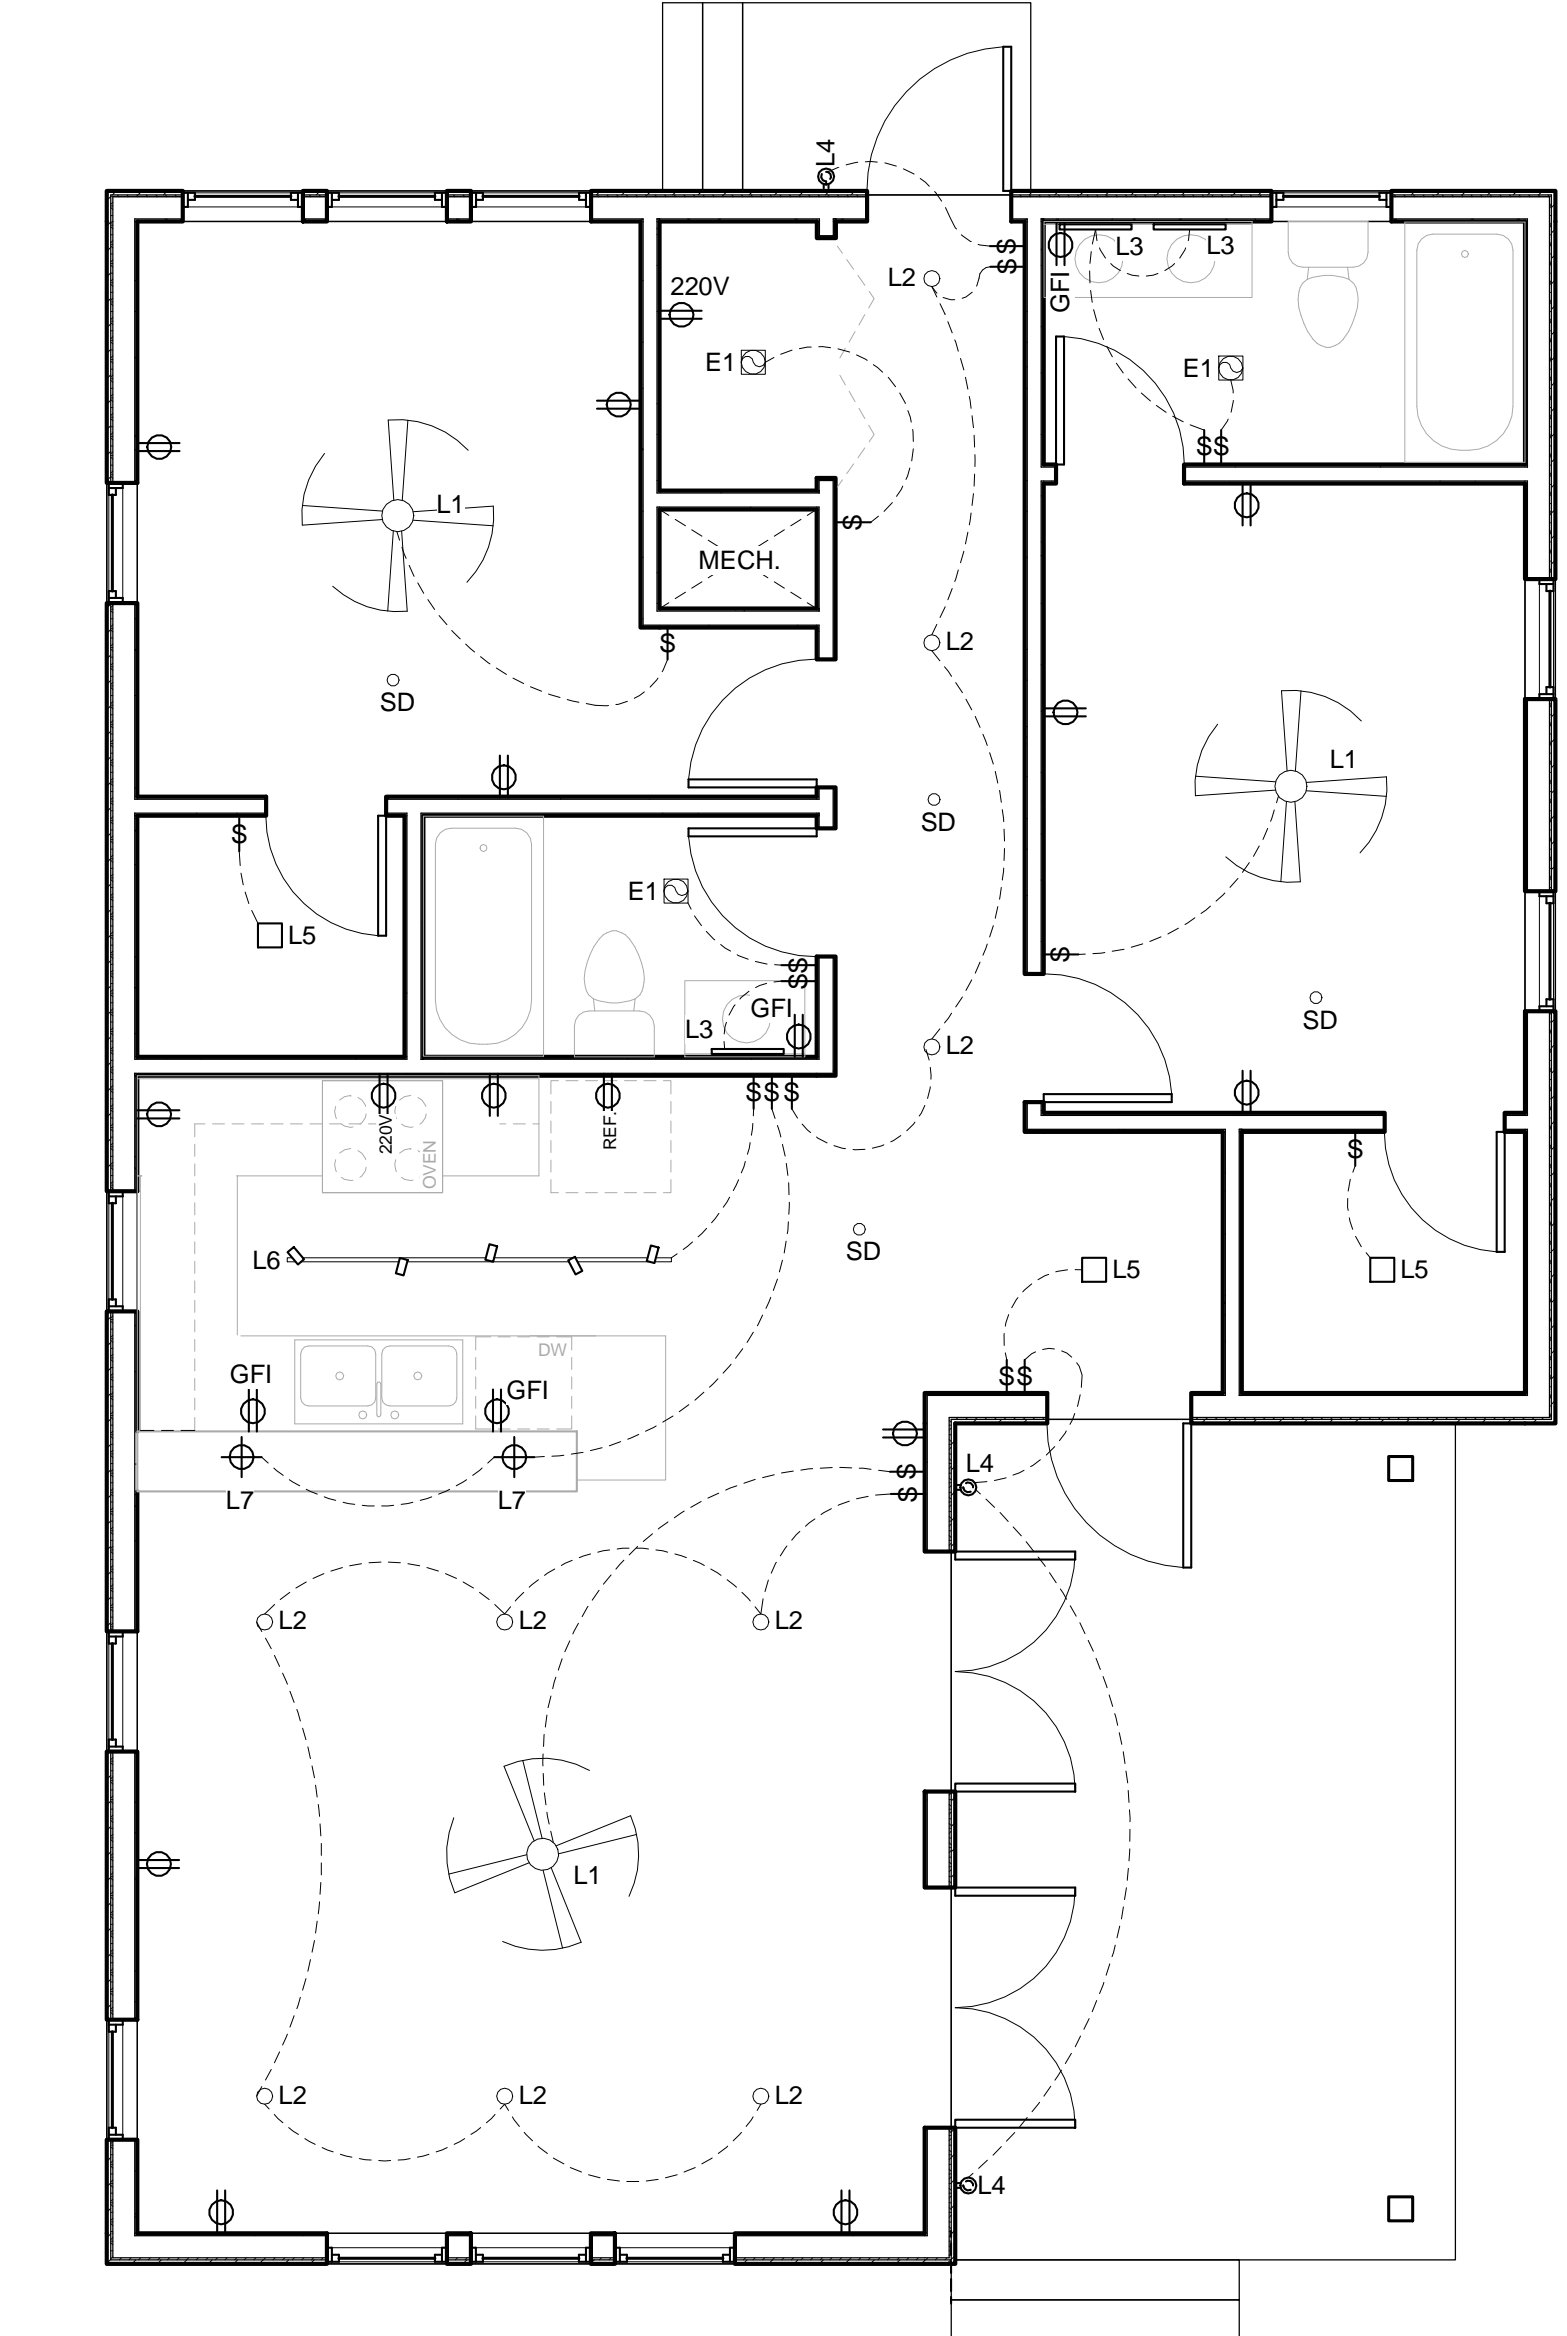 L4
$
$
L3
L3
GFI
L2
220V
E1
E1
$$
L1
$
MECH.
$
L2
SD
L1
SD
$
E1
L5
$
$
$
GFI
L3
SD
L2
$$$
220V
OVEN
REF.
$
SD
L6
L5
L5
DW
GFI
GFI
$$
$
$
L4
L7
L7
L2
L2
L2
L1
L2
L2
L2
L4